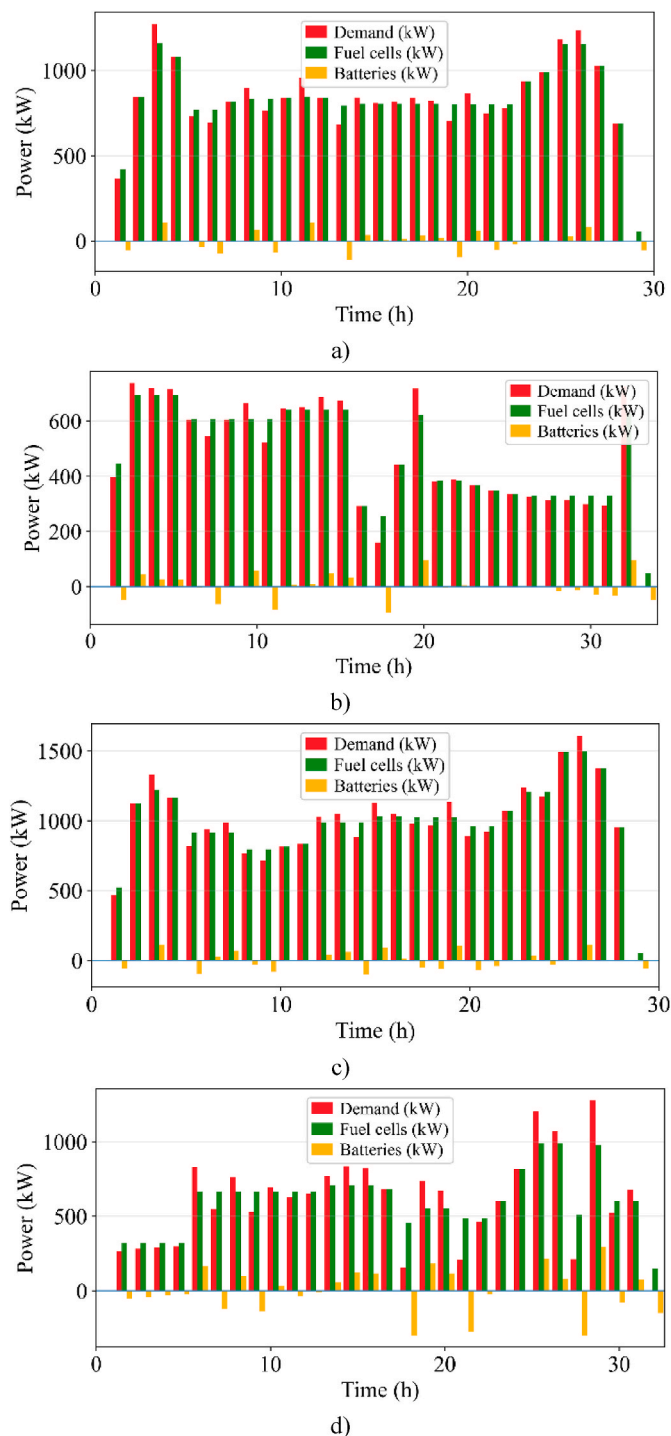 Demand (kW)
Fuel cells (kW)
Batteries (kW)
Power (kW)
1000
500
0
0 10 20 30
Time (h)
a)
Demand (kW)
Fuel cells (kW)
Batteries (kW)
Power (kW)
600
400
200
0
0 10 20 30
Time (h)
b)
Demand (kW)
Fuel cells (kW)
Batteries (kW)
Power (kW)
1500
1000
500
0
0 10 20 30
Time (h)
c)
Demand (kW)
Fuel cells (kW)
Batteries (kW)
Power (kW)
1000
500
0
0 10 20 30
Time (h)
d)